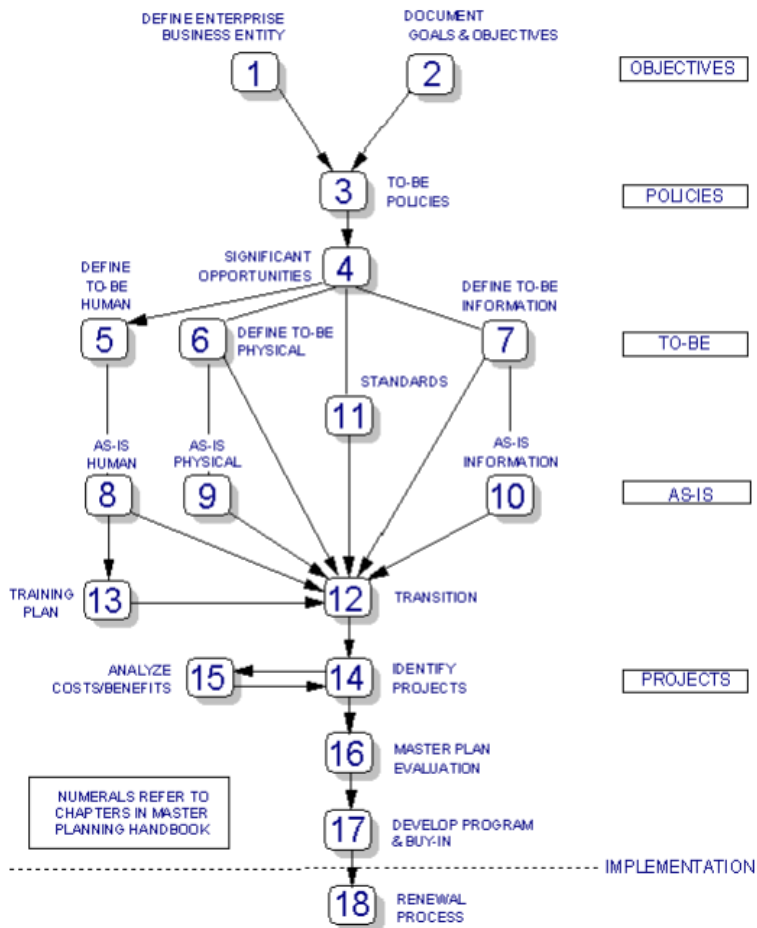 DEFINE ENTERPRISE
BUSINESS ENTITY
DOCUMENT
GOALS & OBJECTIVES
1
2
OBJECTIVES
3
TO-BE
POLICIES
POLICIES
SIGNIFICANT
OPPORTUNITIES
4
DEFINE
TO-BE
HUMAN
DEFINE TO-BE
INFORMATION
5
6
DEFINE TO-BE
PHYSICAL
7
TO-BE
STANDARDS
11
AS-IS
HUMAN
AS-IS
PHYSICAL
AS-IS
INFORMATION
8
9
10
AS-IS
TRAINING
PLAN
13
12
TRANSITION
ANALYZE
COSTS/BENEFITS
15
14
IDENTIFY
PROJECTS
PROJECTS
16
MASTER PLAN
EVALUATION
NUMERALS REFER TO
CHAPTERS IN MASTER
PLANNING HANDBOOK
17
DEVELOP PROGRAM
& BUY-IN
IMPLEMENTATION
18
RENEWAL
PROCESS